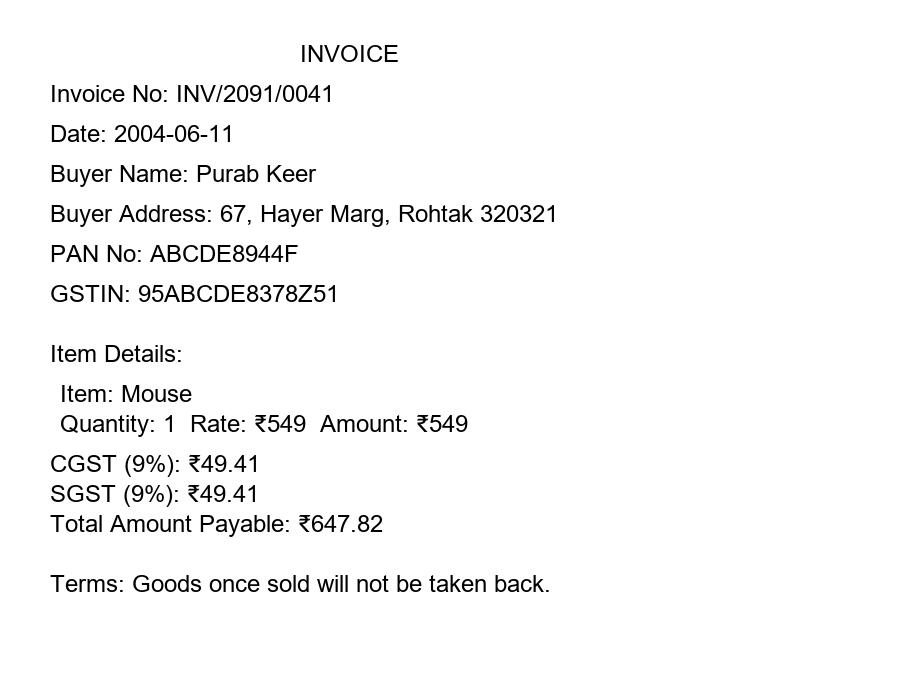 INVOICE
Invoice No: INV/2091/0041
Date: 2004-06-11
Buyer Name: Purab Keer
Buyer Address: 67, Hayer Marg, Rohtak 320321
PAN No: ABCDE8944F
GSTIN: 95ABCDE8378Z51
Item Details:
Item: Mouse
Quantity: 1  Rate: ₹549  Amount: ₹549
CGST (9%): ₹49.41
SGST (9%): ₹49.41
Total Amount Payable: ₹647.82
Terms: Goods once sold will not be taken back.